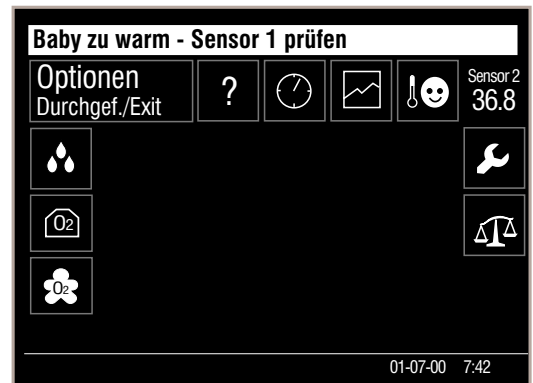 Baby zu warm - Sensor 1 prüfen
Optionen
Durchgef./Exit
?
Sensor 2
36.8
O2
O2
01-07-00 7:42